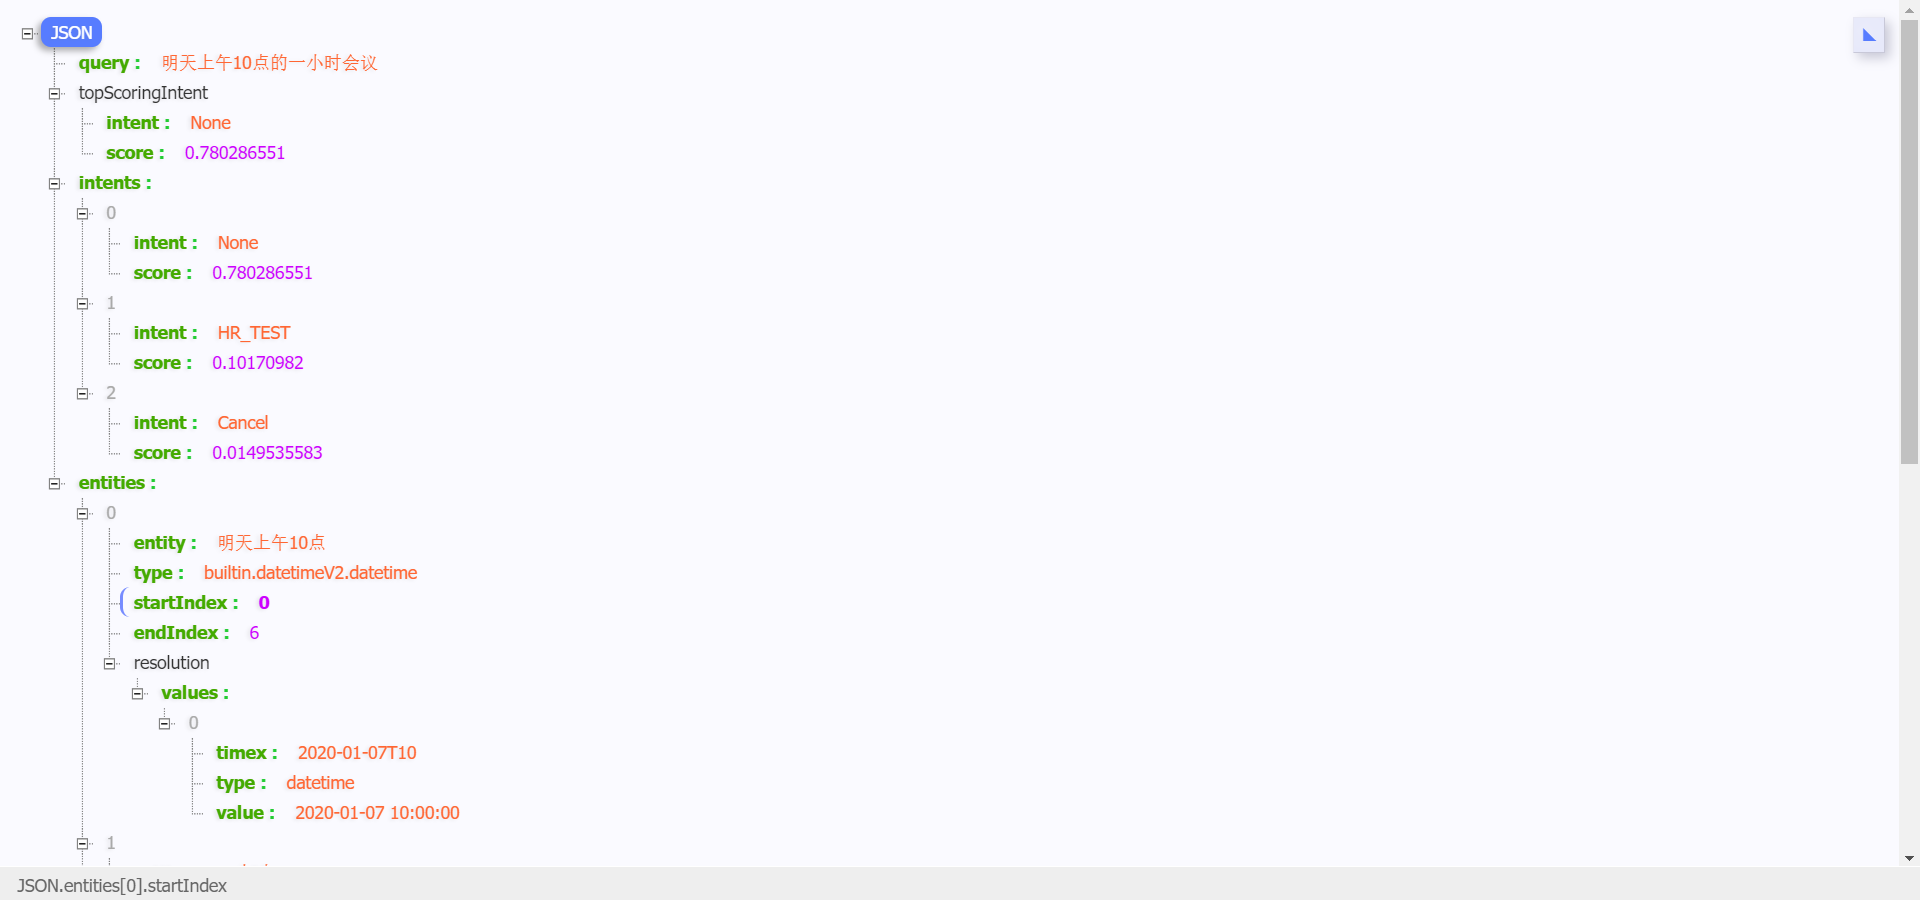 JSON
query : 明天上午10点的一小时会议
topScoringIntent
intent : None
score : 0.780286551
intents :
0
intent : None
score : 0.780286551
1
intent : HR_TEST
score : 0.10170982
2
intent : Cancel
score : 0.0149535583
entities :
0
entity : 明天上午10点
type : builtin.datetimeV2.datetime
startIndex : 0
endIndex : 6
resolution
values :
0
timex : 2020-01-07T10
type : datetime
value : 2020-01-07 10:00:00
1
JSON.entities[0].startIndex